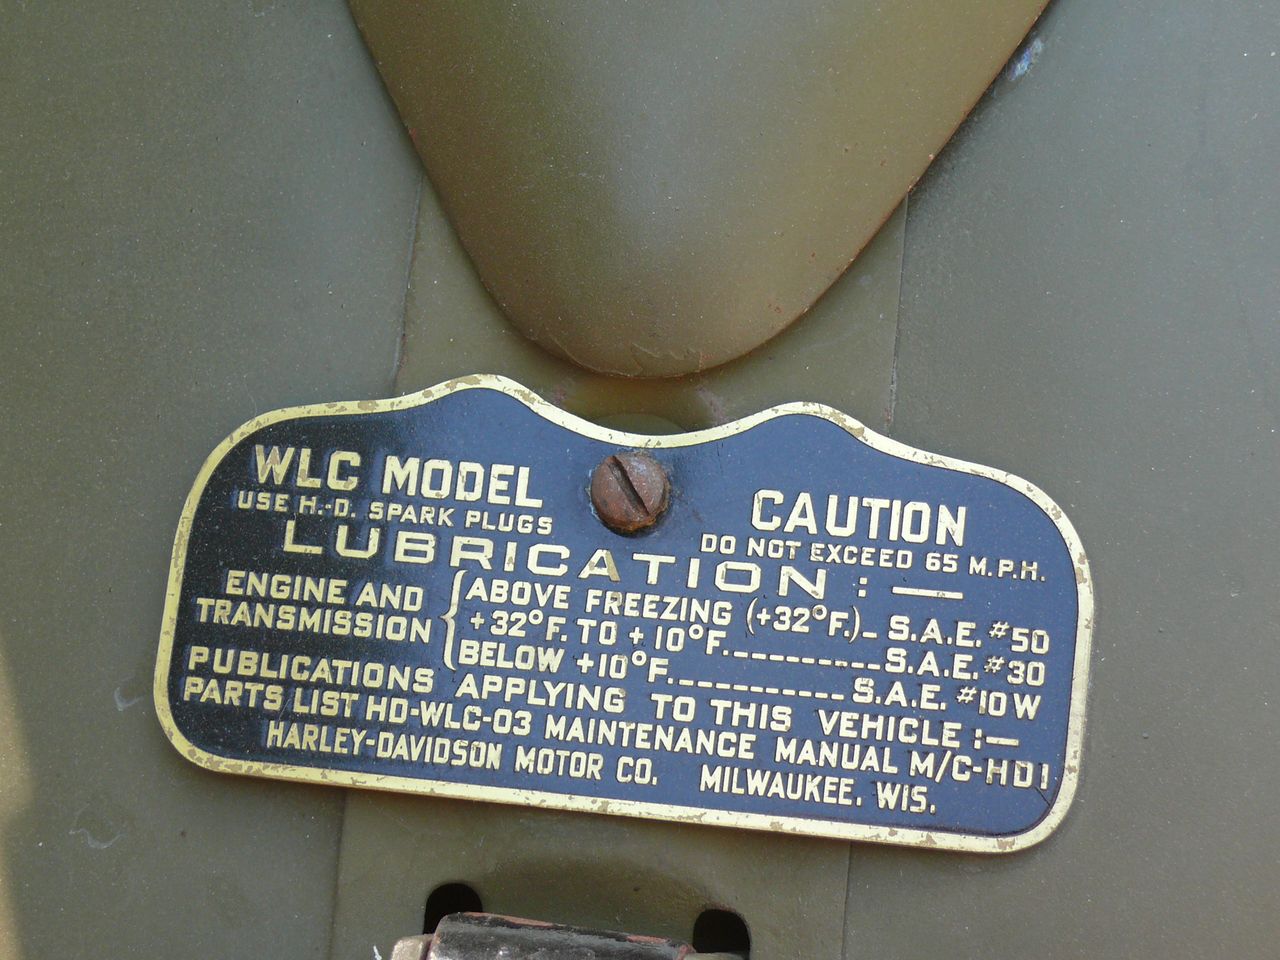 WLC MODEL
USE H.-D. SPARK PLUGS
CAUTION
DO NOT EXCEED 65 M.P.H.
LUBRICATION:—
ENGINE AND
TRANSMISSION
ABOVE FREEZING (+32°F.)_ S.A.E. #50
+32°F. TO +10°F.__________ S.A.E. #30
BELOW +10°F.___________ S.A.E. #10W
PUBLICATIONS APPLYING TO THIS VEHICLE:—
PARTS LIST HD-WLC-03 MAINTENANCE MANUAL M/C-HD1
HARLEY-DAVIDSON MOTOR CO. MILWAUKEE. WIS.